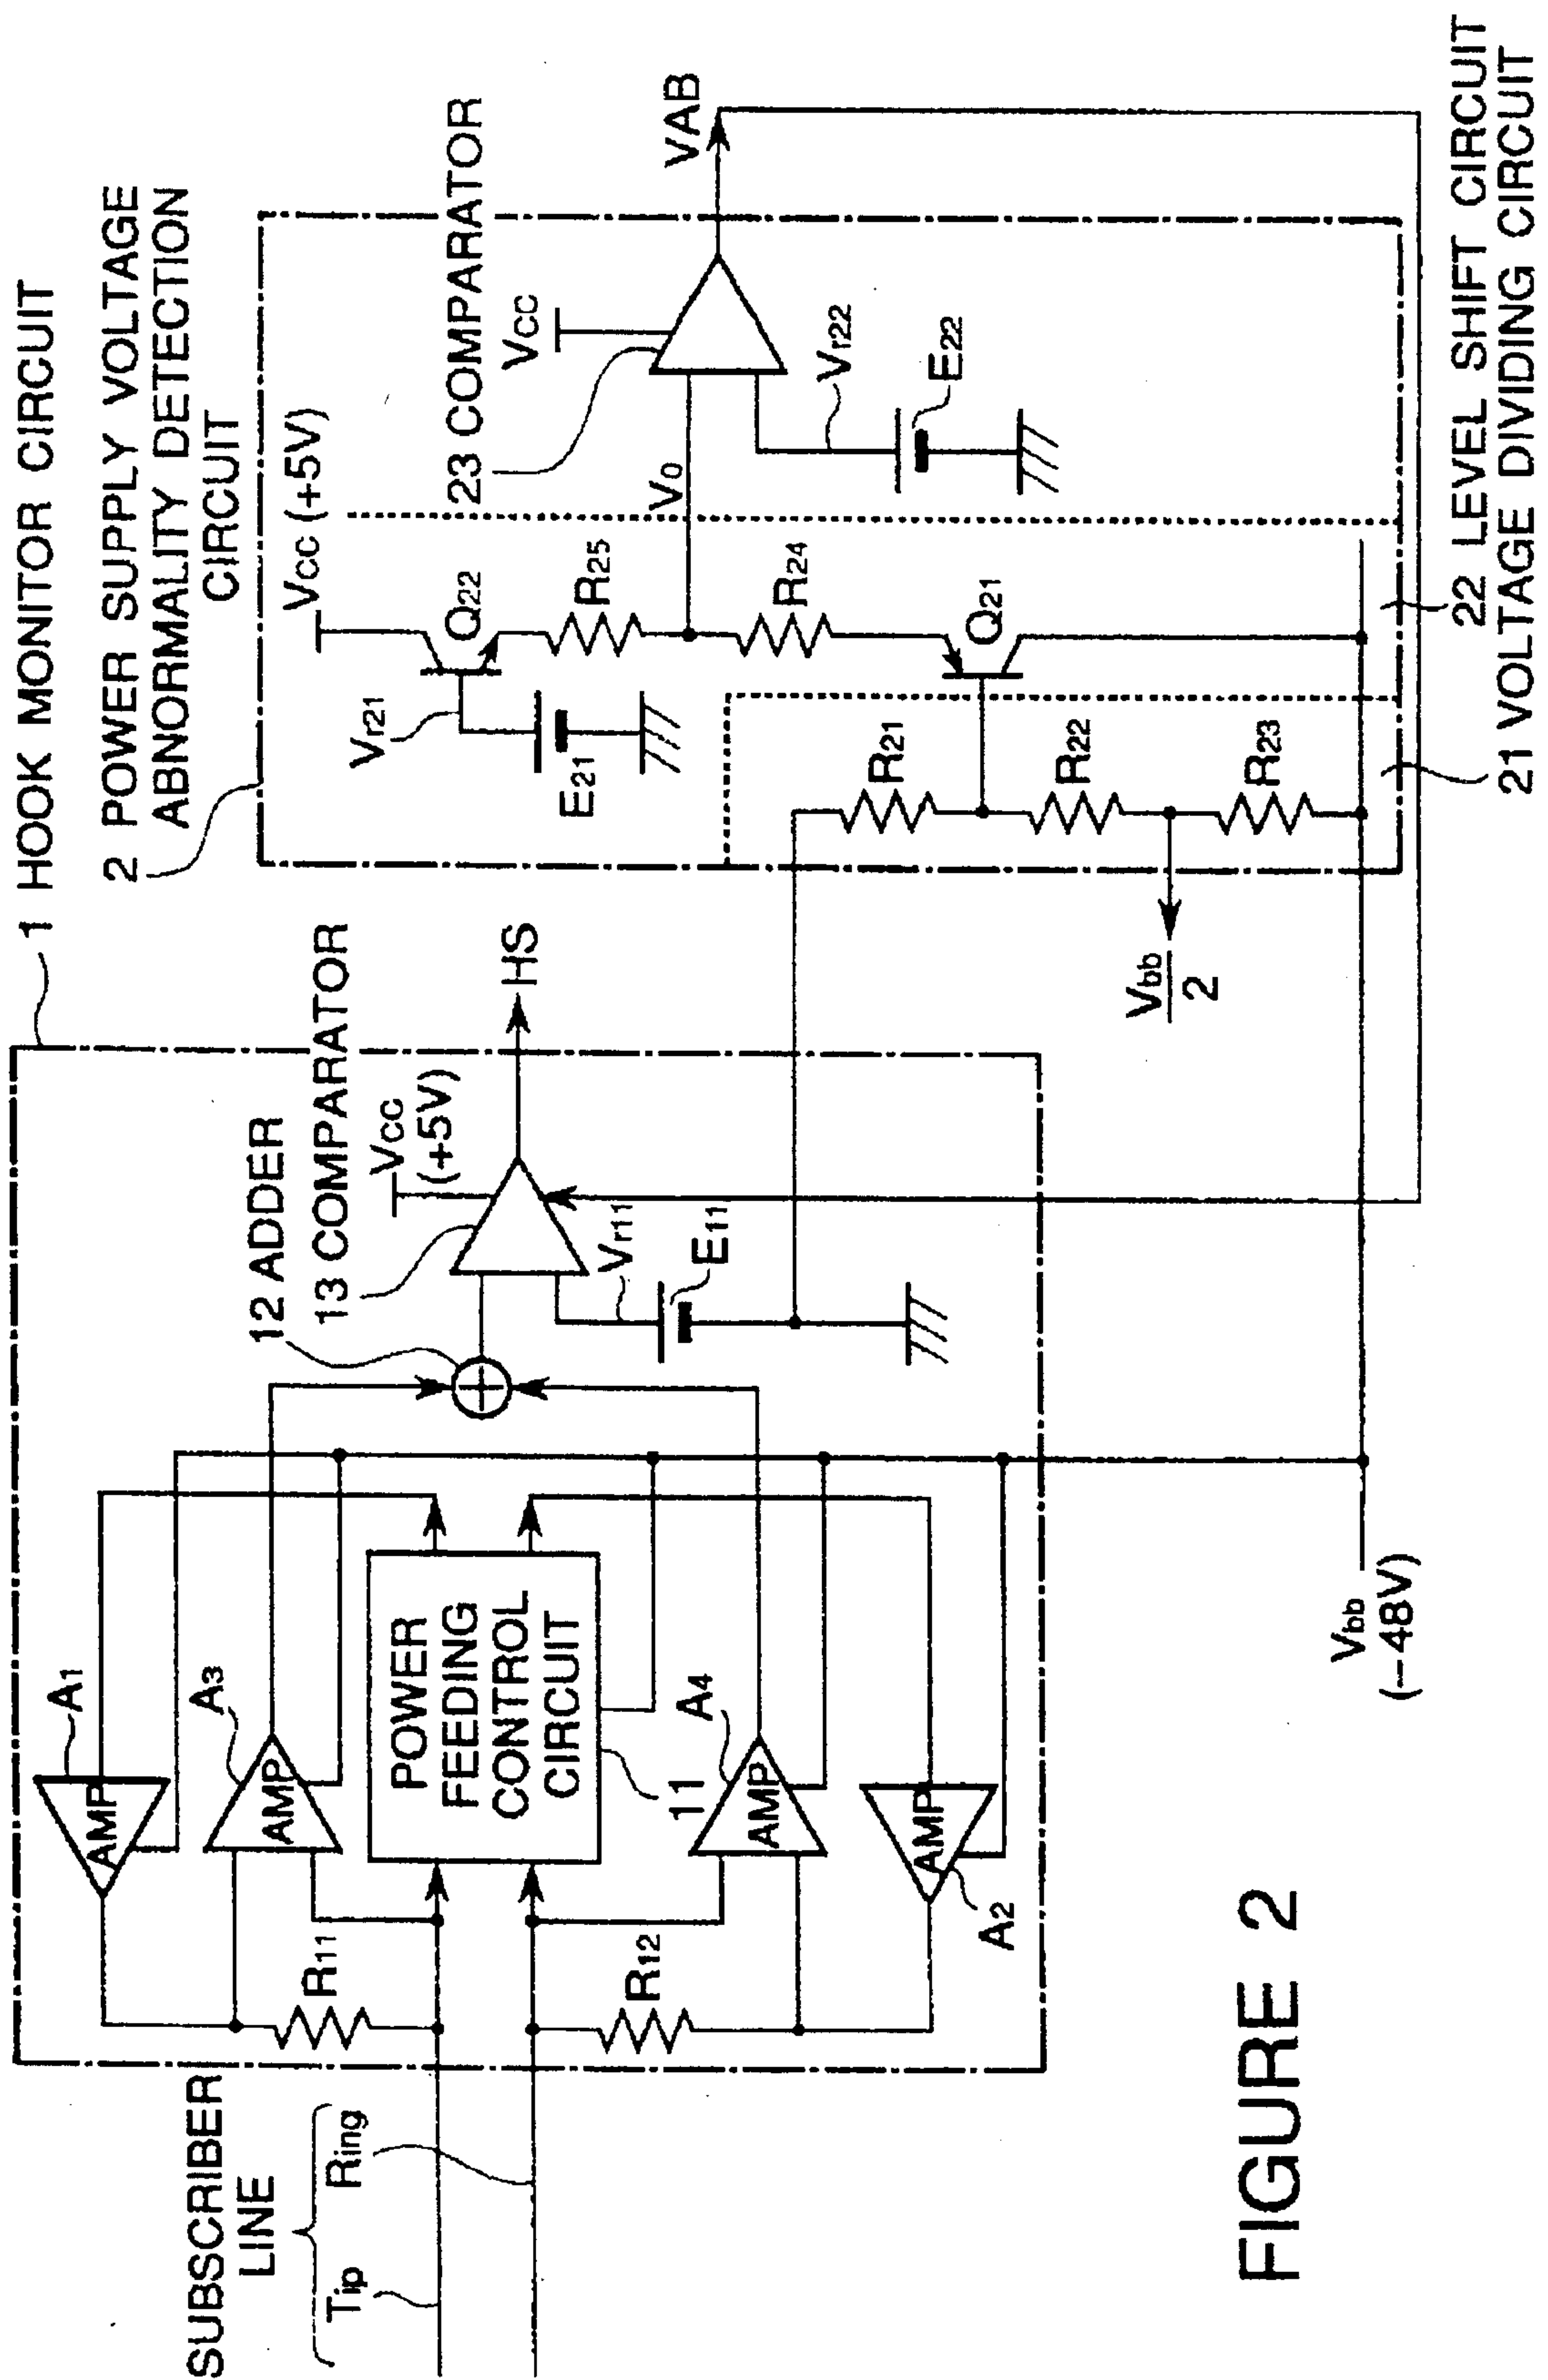 1 HOOK MONITOR CIRCUIT
2 POWER SUPPLY VOLTAGE
ABNORMALITY DETECTION
CIRCUIT
12 ADDER
13 COMPARATOR
VCC
(+5V)
HS
Vr11
E11
A1
AMP
A3
AMP
POWER
FEEDING
CONTROL
CIRCUIT
11
A4
AMP
AMP
A2
R11
R12
SUBSCRIBER
LINE
Tip
Ring
VCC (+5V)
Q22
Vr21
E21
R25
V0
R24
Q21
R21
R22
R23
Vbb
2
23 COMPARATOR
VCC
Vr22
E22
VAB
22 LEVEL SHIFT CIRCUIT
21 VOLTAGE DIVIDING CIRCUIT
Vbb
(−48V)
FIGURE 2